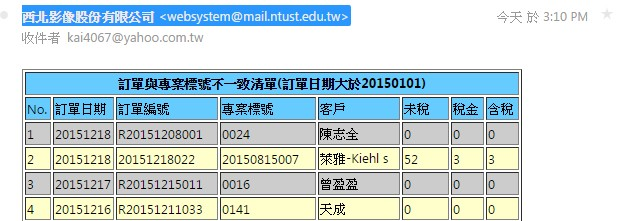 西北影像股份有限公司 <websystem@mail.ntust.edu.tw>
今天 於 3:10 PM
收件者 kai4067@yahoo.com.tw
訂單與專案標號不一致清單(訂單日期大於20150101)
No. 訂單日期 訂單編號 專案標號 客戶 未稅 稅金 含稅
1 20151218 R20151208001 0024 陳志全 0 0 0
2 20151218 20151218022 20150815007 萊雅-Kiehl s 52 3 3
3 20151217 R20151215011 0016 曾盈盈 0 0 0
4 20151216 R20151211033 0141 天成 0 0 0